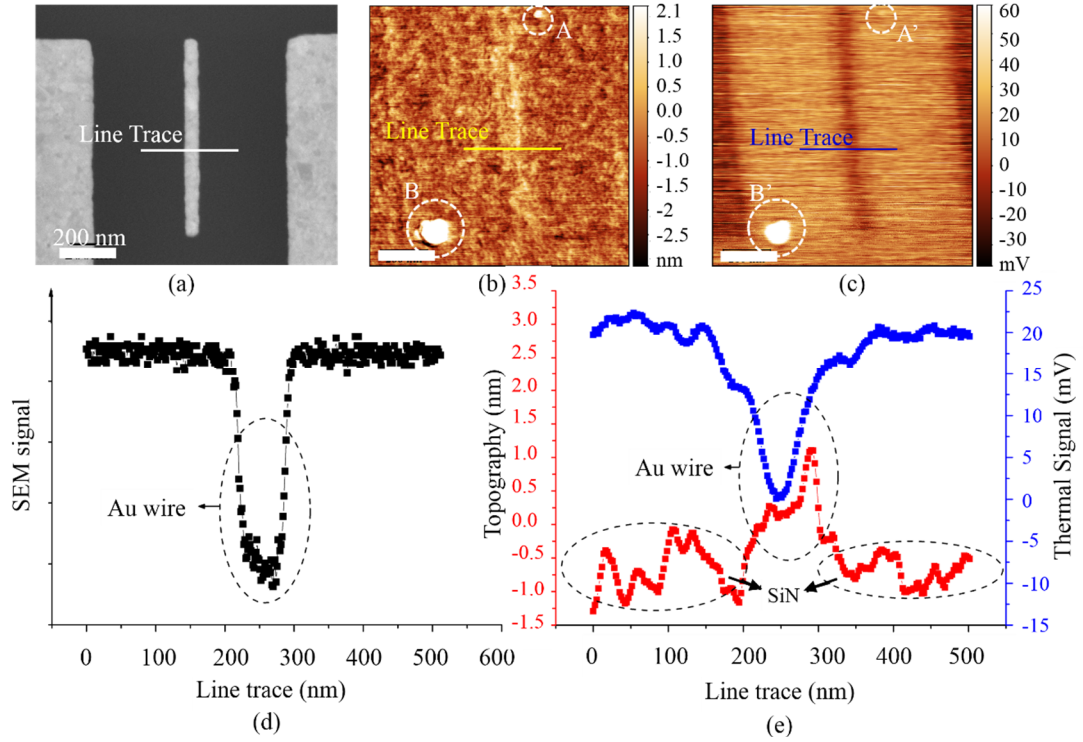 Line Trace
200 nm
(a)
A
Line Trace
B
(b)
2.1
1.5
1.0
0.5
0.0
-0.5
-1.0
-1.5
-2
-2.5
nm
A'
Line Trace
B'
(c)
60
50
40
30
20
10
0
-10
-20
-30
mV
SEM signal
Au wire
0
100
200
300
400
500
600
Line trace (nm)
(d)
3.5
3.0
2.5
2.0
1.5
1.0
0.5
0.0
-0.5
-1.0
-1.5
Topography (nm)
Au wire
SiN
25
20
15
10
5
0
-5
-10
-15
Thermal Signal (mV)
0
100
200
300
400
500
Line trace (nm)
(e)